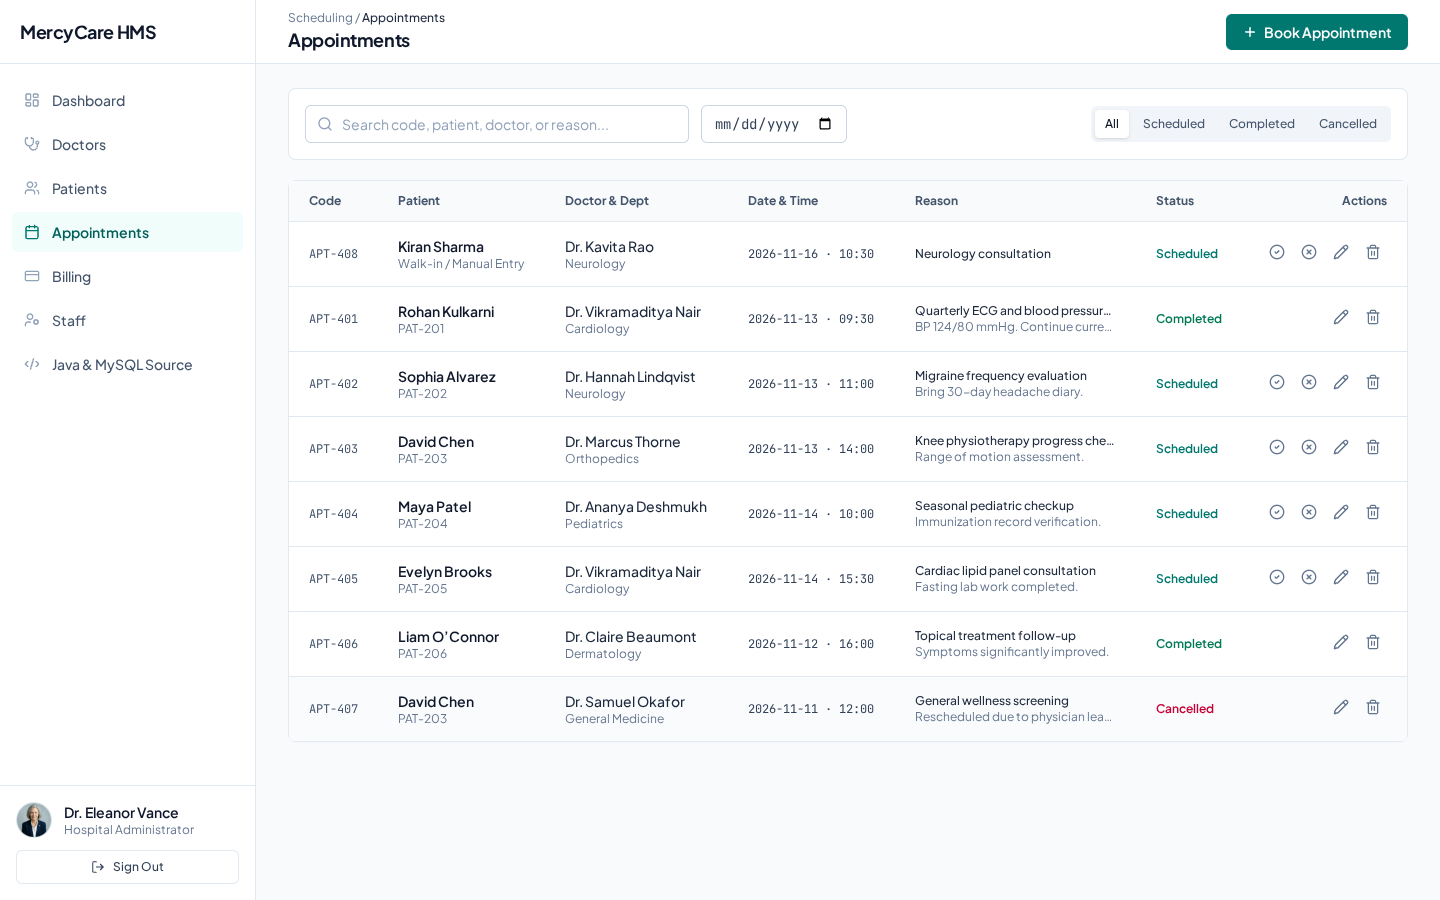 MercyCare HMS
Dashboard
Doctors
Patients
Appointments
Billing
Staff
Java & MySQL Source
Dr. Eleanor Vance
Hospital Administrator
Sign Out
Scheduling / Appointments
Appointments
Book Appointment
Search code, patient, doctor, or reason...
mm/dd/yyyy
All Scheduled Completed Cancelled
Code Patient Doctor & Dept Date & Time Reason Status Actions
APT-408 Kiran Sharma Dr. Kavita Rao 2026-11-16 · 10:30 Neurology consultation Scheduled
Walk-in / Manual Entry Neurology
APT-401 Rohan Kulkarni Dr. Vikramaditya Nair 2026-11-13 · 09:30 Quarterly ECG and blood pressur... Completed
PAT-201 Cardiology BP 124/80 mmHg. Continue curre...
APT-402 Sophia Alvarez Dr. Hannah Lindqvist 2026-11-13 · 11:00 Migraine frequency evaluation Scheduled
PAT-202 Neurology Bring 30-day headache diary.
APT-403 David Chen Dr. Marcus Thorne 2026-11-13 · 14:00 Knee physiotherapy progress che... Scheduled
PAT-203 Orthopedics Range of motion assessment.
APT-404 Maya Patel Dr. Ananya Deshmukh 2026-11-14 · 10:00 Seasonal pediatric checkup Scheduled
PAT-204 Pediatrics Immunization record verification.
APT-405 Evelyn Brooks Dr. Vikramaditya Nair 2026-11-14 · 15:30 Cardiac lipid panel consultation Scheduled
PAT-205 Cardiology Fasting lab work completed.
APT-406 Liam O'Connor Dr. Claire Beaumont 2026-11-12 · 16:00 Topical treatment follow-up Completed
PAT-206 Dermatology Symptoms significantly improved.
APT-407 David Chen Dr. Samuel Okafor 2026-11-11 · 12:00 General wellness screening Cancelled
PAT-203 General Medicine Rescheduled due to physician lea...